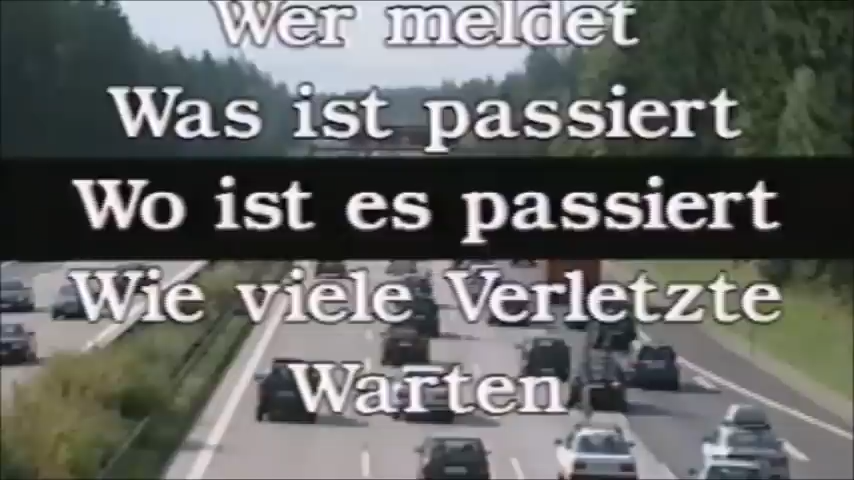 Wer meldet
Was ist passiert
Wo ist es passiert
Wie viele Verletzte
Warten